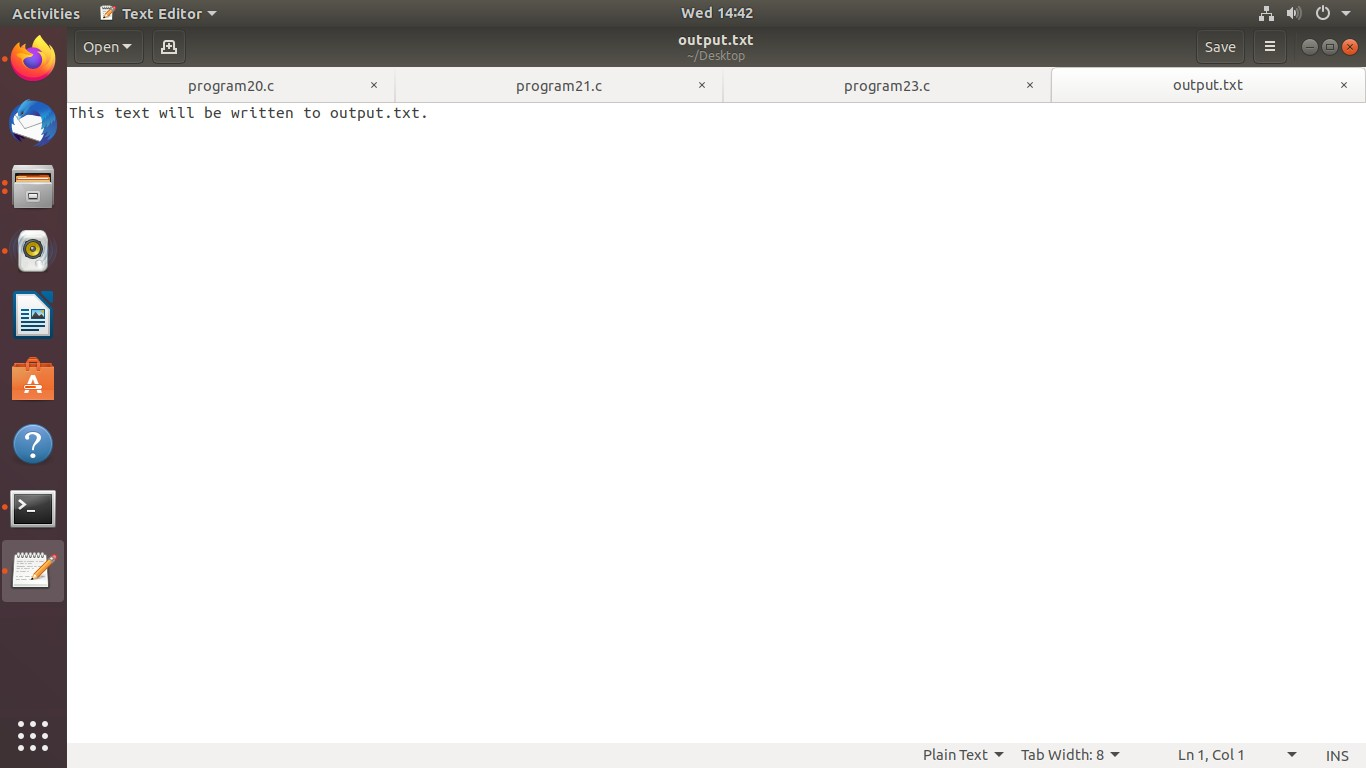 Activities Text Editor Wed 14:42
Open output.txt Save
~/Desktop
program20.c program21.c program23.c output.txt
This text will be written to output.txt.
Plain Text Tab Width: 8 Ln 1, Col 1 INS